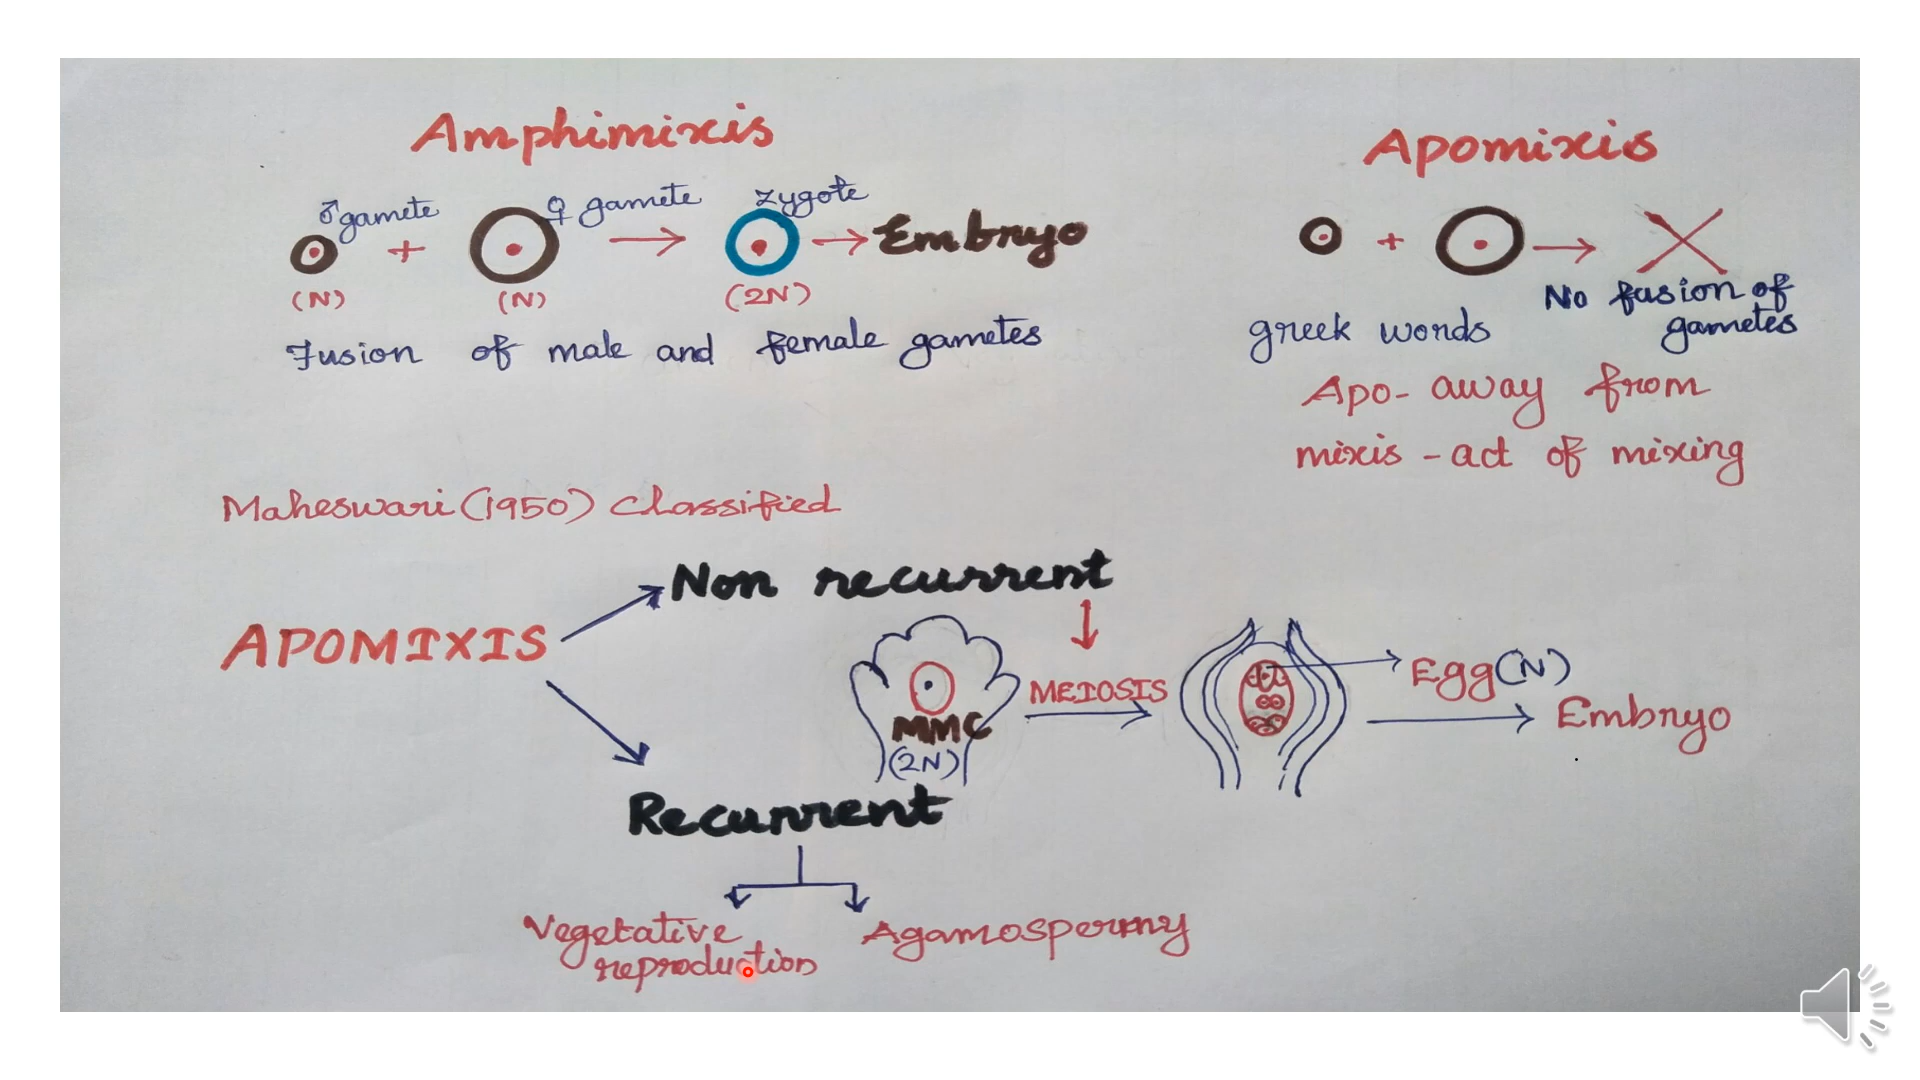 Amphimixis
♂gamete
♀ gamete
zygote
+
→
→ Embryo
(N)
(N)
(2N)
Fusion of male and female gametes
Apomixis
+
→
No fusion of
gametes
greek words
Apo- away from
mixis - act of mixing
Maheswari (1950) Classified
APOMIXIS
Non recurrent
MMC
(2N)
MEIOSIS
Egg(N)
Embryo
Recurrent
Vegetative
reproduction
Agamospermy